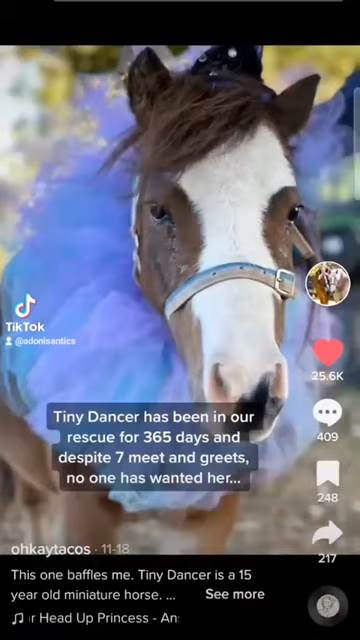 TikTok
@adonisantics
25.6K
Tiny Dancer has been in our
rescue for 365 days and
despite 7 meet and greets,
no one has wanted her...
409
248
217
ohkaytacos · 11-18
This one baffles me. Tiny Dancer is a 15
year old miniature horse. ... See more
r Head Up Princess - An